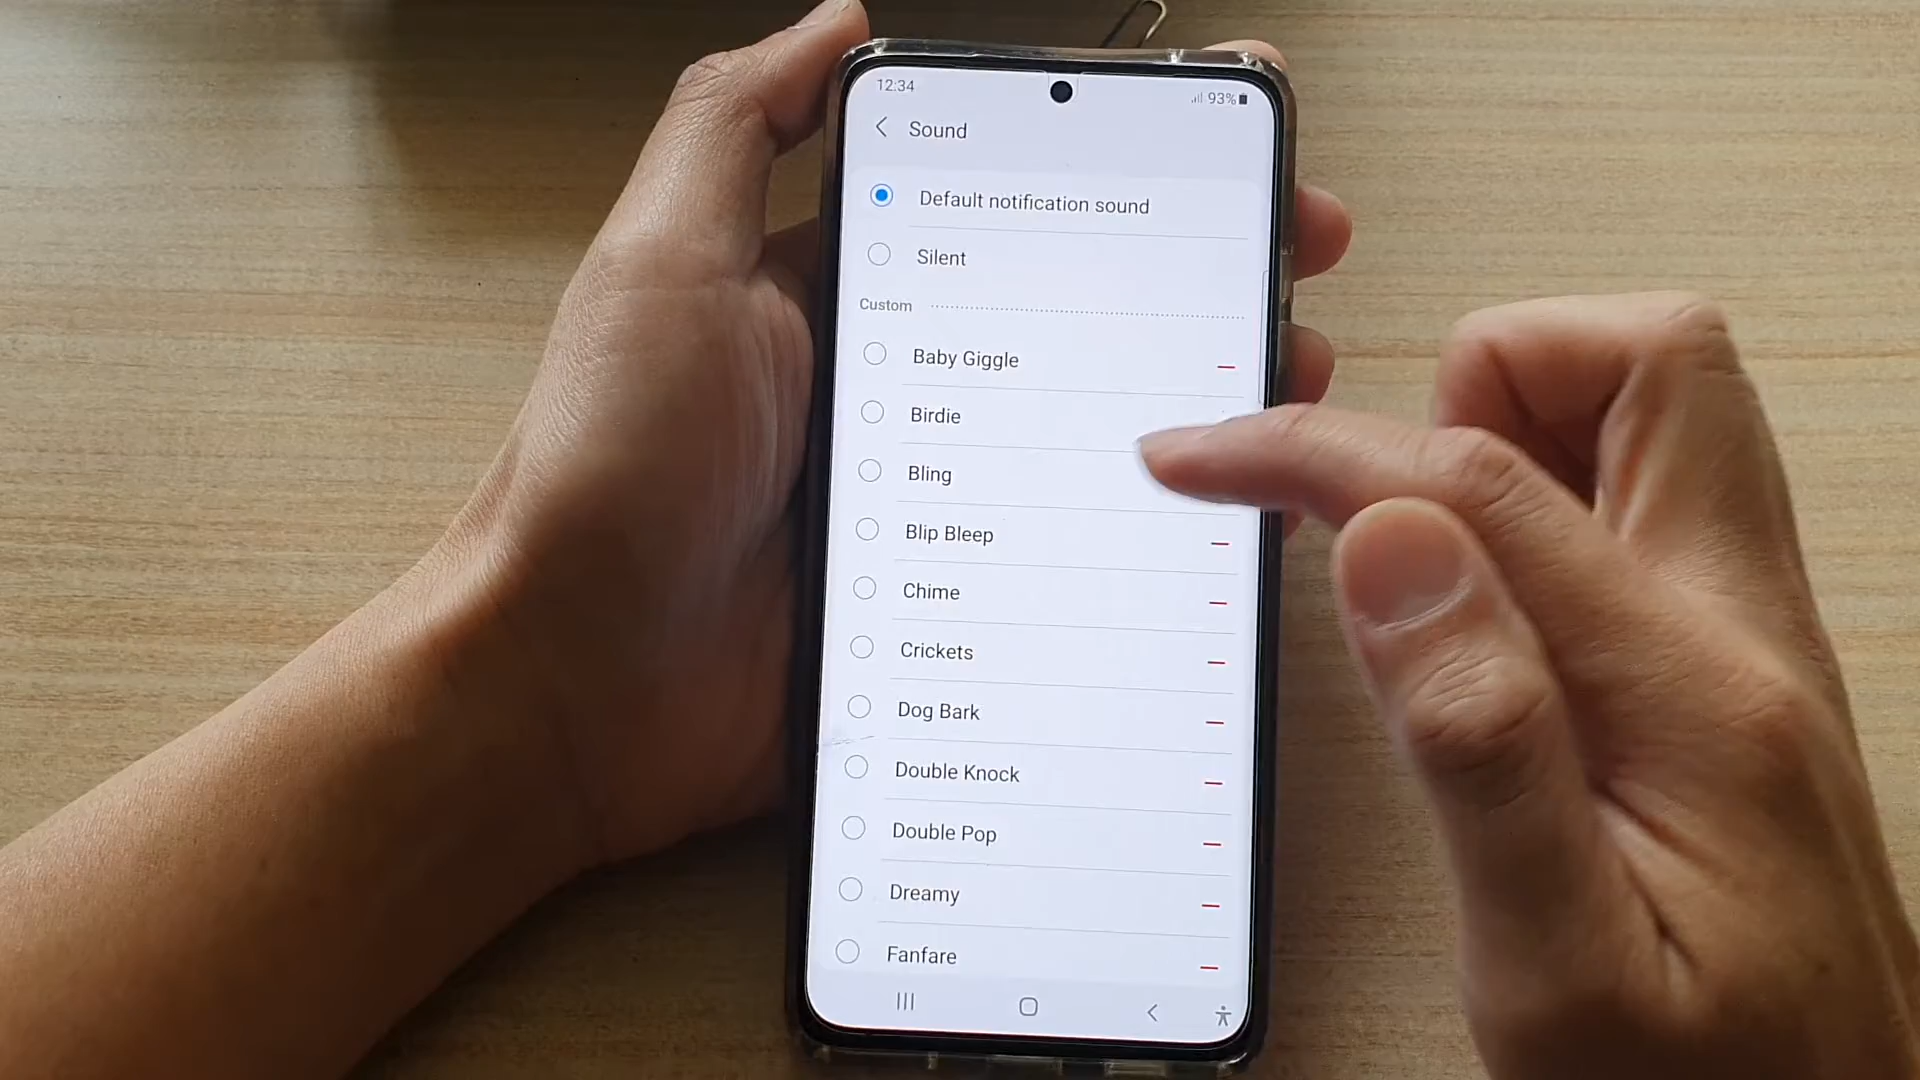 12:34
93%
Sound
Default notification sound
Silent
Custom
Baby Giggle
Birdie
Bling
Blip Bleep
Chime
Crickets
Dog Bark
Double Knock
Double Pop
Dreamy
Fanfare